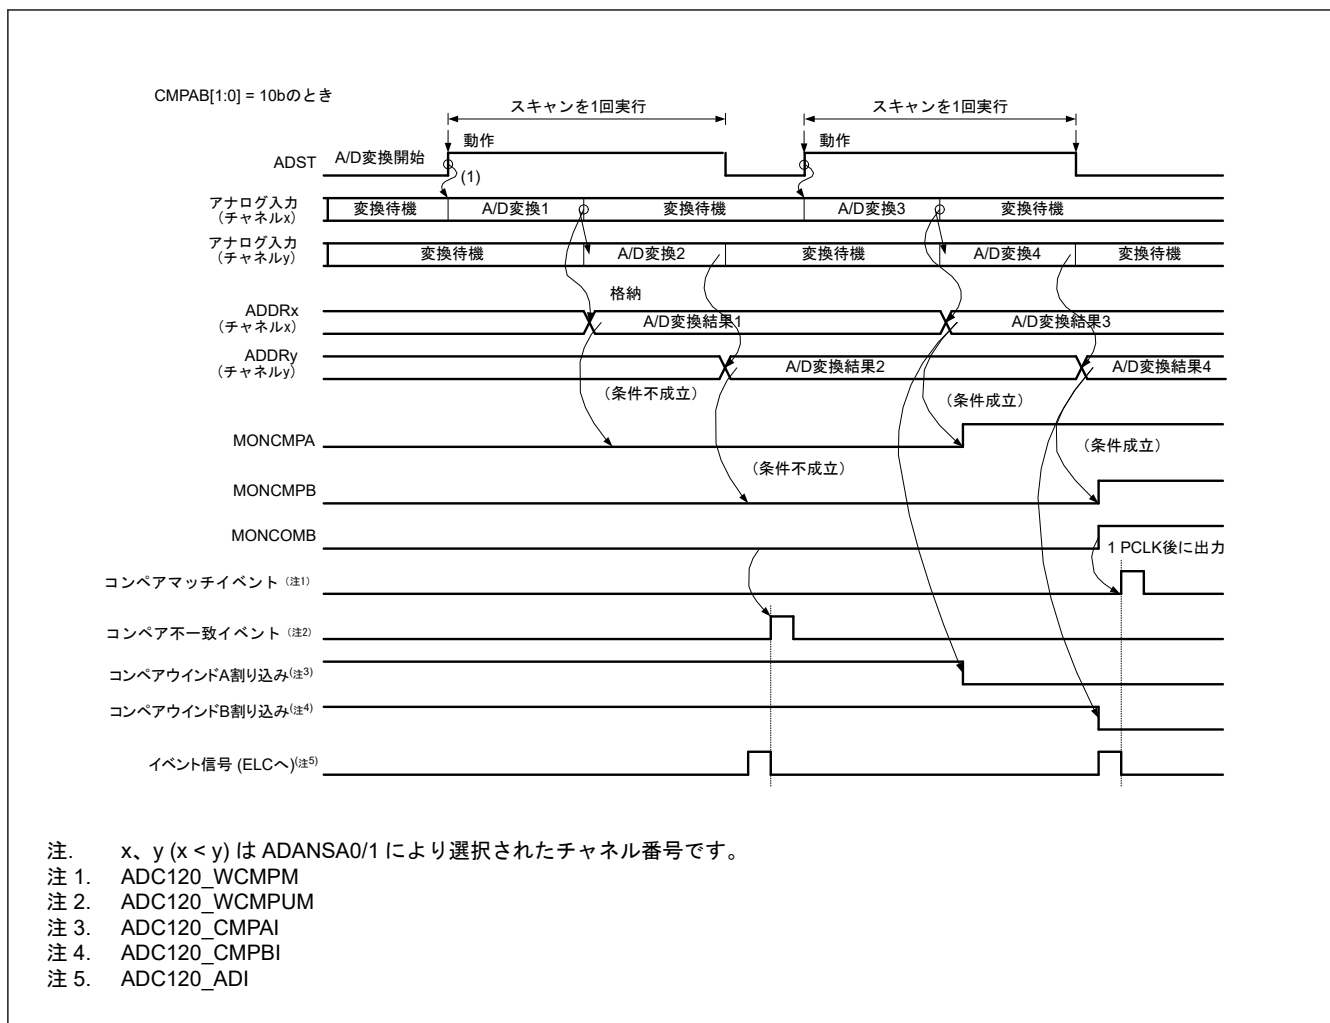 CMPAB[1:0] = 10bのとき
スキャンを1回実行
スキャンを1回実行
ADST
A/D変換開始
動作
動作
(1)
アナログ入力
（チャネルx）
変換待機
A/D変換1
変換待機
A/D変換3
変換待機
アナログ入力
（チャネルy）
変換待機
A/D変換2
変換待機
A/D変換4
変換待機
格納
ADDRx
（チャネルx）
A/D変換結果1
A/D変換結果3
ADDRy
（チャネルy）
A/D変換結果2
A/D変換結果4
（条件不成立）
（条件成立）
MONCMPA
（条件成立）
（条件不成立）
MONCMPB
MONCOMB
1 PCLK後に出力
コンペアマッチイベント（注1）
コンペア不一致イベント（注2）
コンペアウインドA割り込み(注3)
コンペアウインドB割り込み(注4)
イベント信号 (ELCへ)(注5)
注. x、y (x < y) は ADANSA0/1 により選択されたチャネル番号です。
注 1. ADC120_WCMPM
注 2. ADC120_WCMPUM
注 3. ADC120_CMPAI
注 4. ADC120_CMPBI
注 5. ADC120_ADI